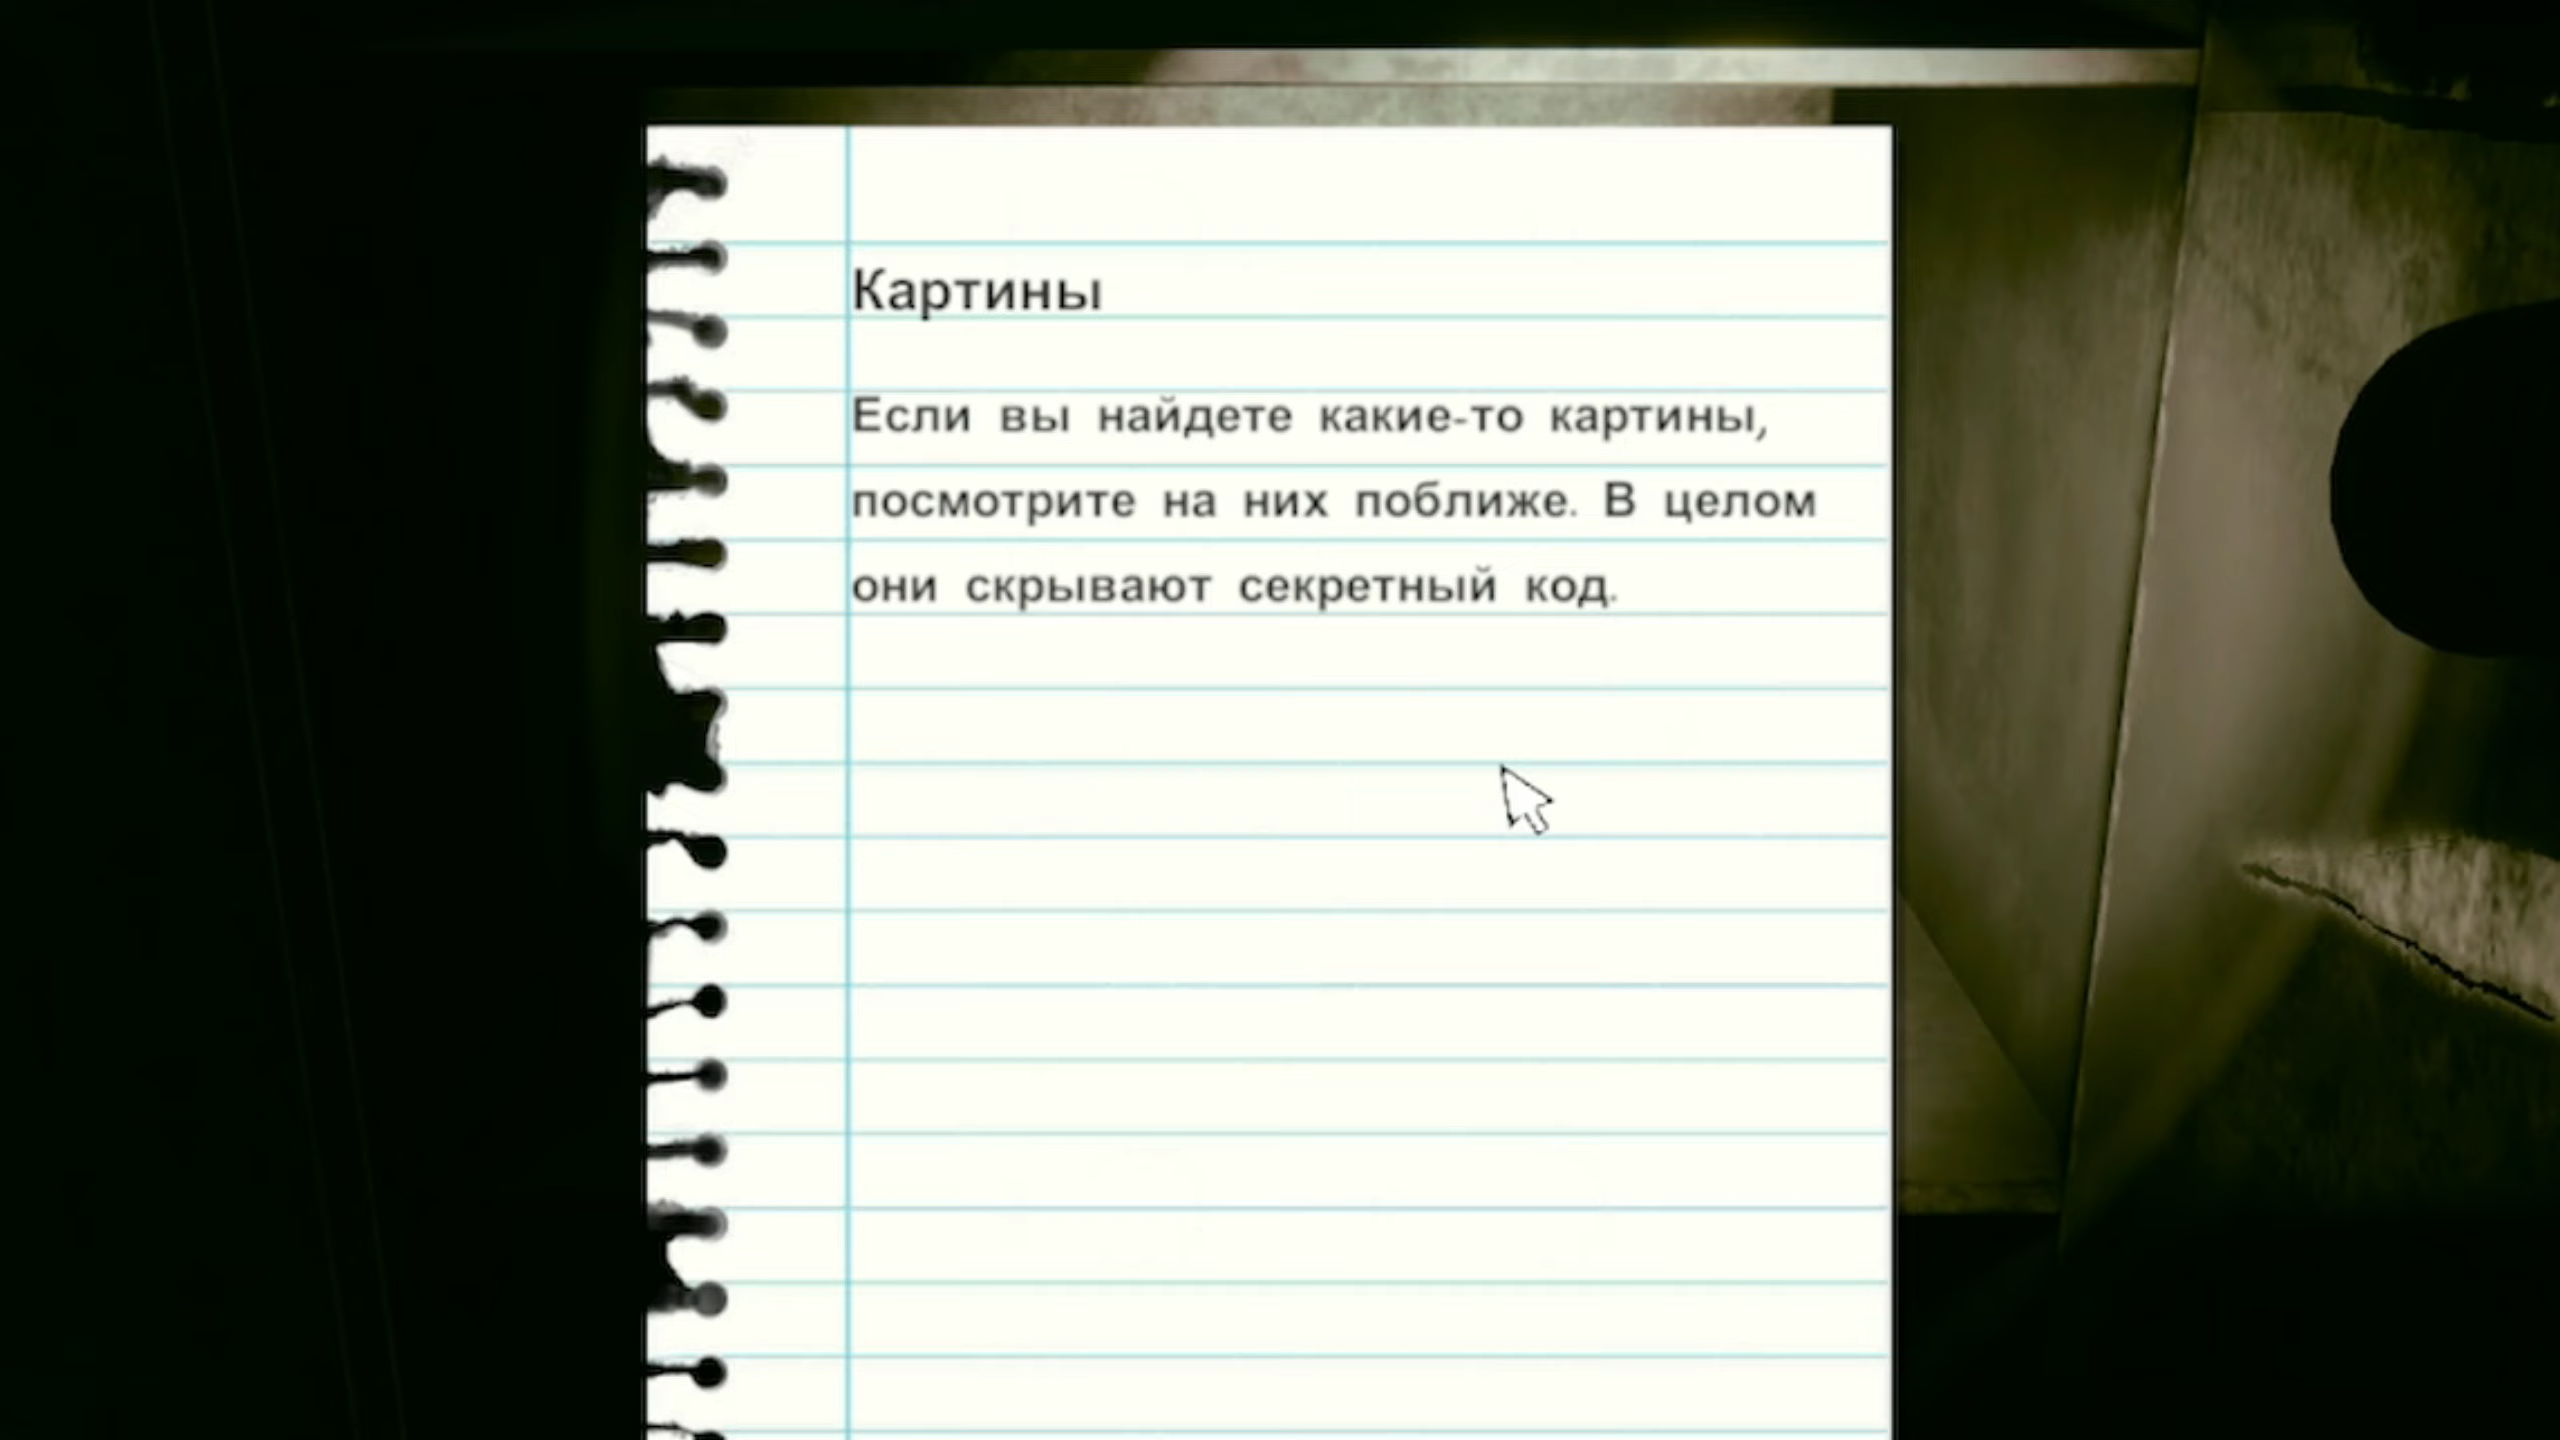 Картины
Если вы найдете какие-то картины,
посмотрите на них поближе. В целом
они скрывают секретный код.